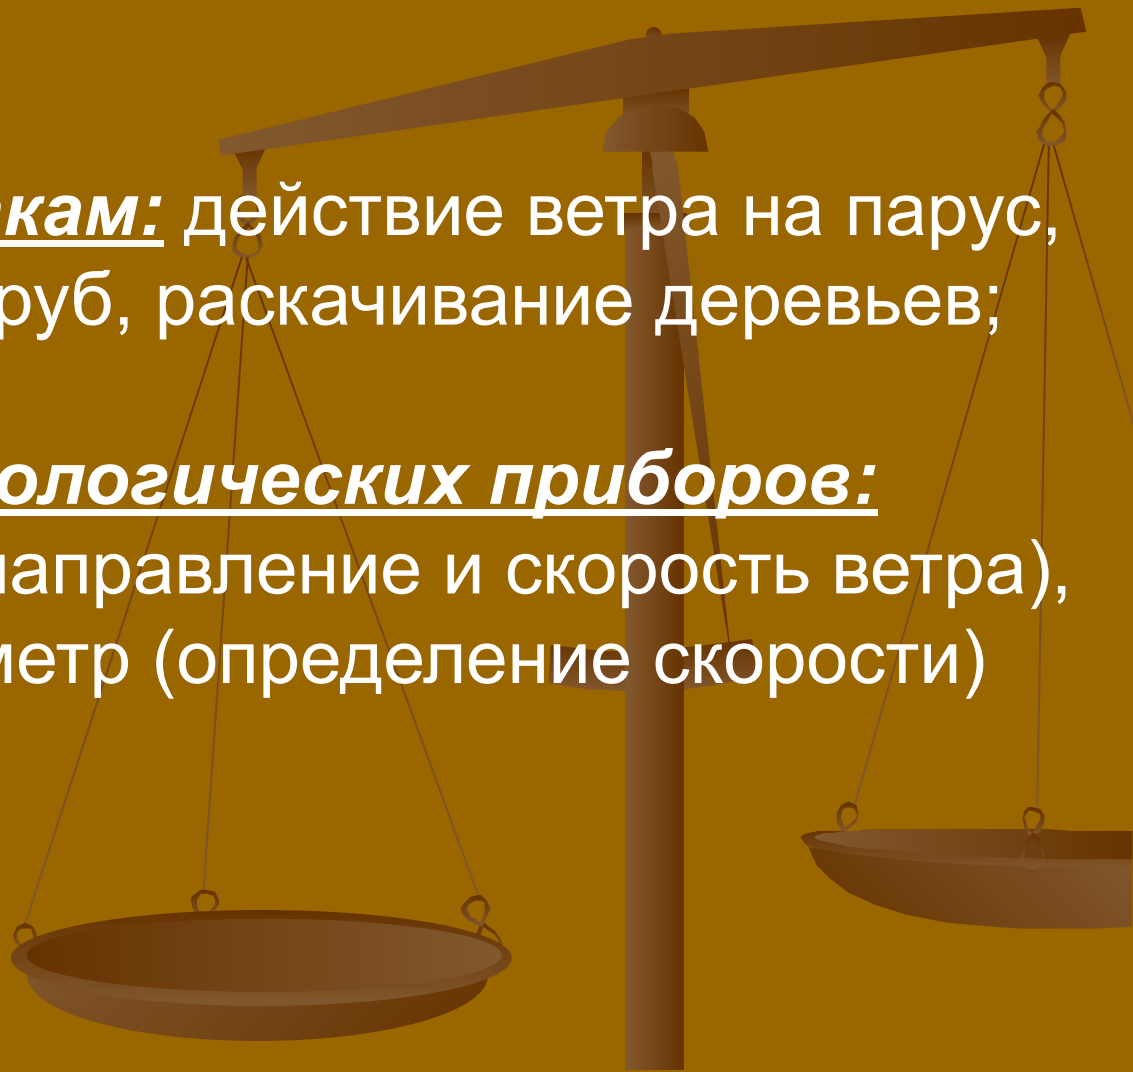 кам: действие ветра на парус,
руб, раскачивание деревьев;
ологических приборов:
направление и скорость ветра),
метр (определение скорости)